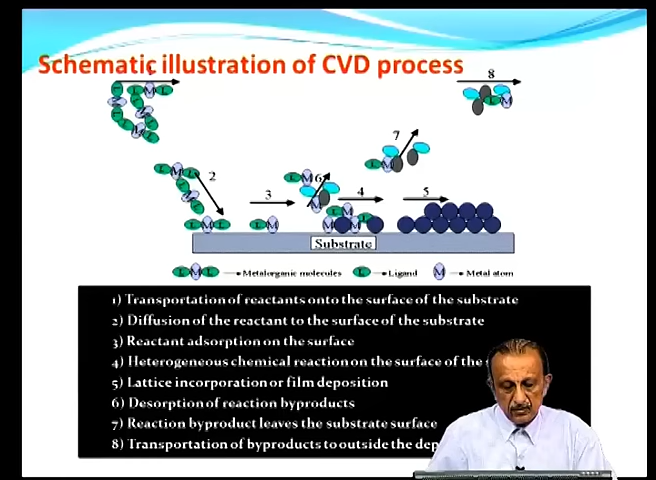 Schematic illustration of CVD process
1
8
7
2
6
3
4
5
L M L
L M
Substrate
L M L Metalorganic molecules L Ligand M Metal atom
1) Transportation of reactants onto the surface of the substrate
2) Diffusion of the reactant to the surface of the substrate
3) Reactant adsorption on the surface
4) Heterogeneous chemical reaction on the surface of the
5) Lattice incorporation or film deposition
6) Desorption of reaction byproducts
7) Reaction byproduct leaves the substrate surface
8) Transportation of byproducts to outside the